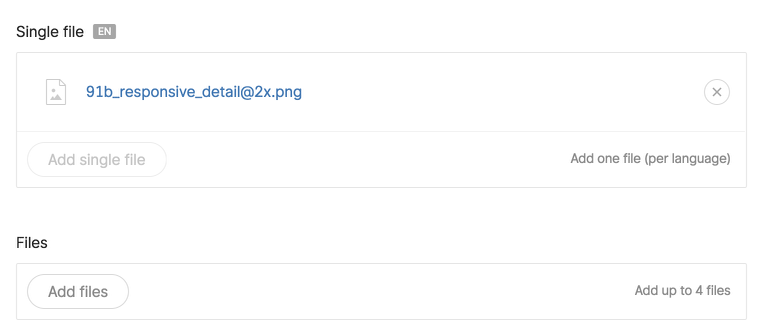 Single file EN
91b_responsive_detail@2x.png
Add single file Add one file (per language)
Files
Add files Add up to 4 files